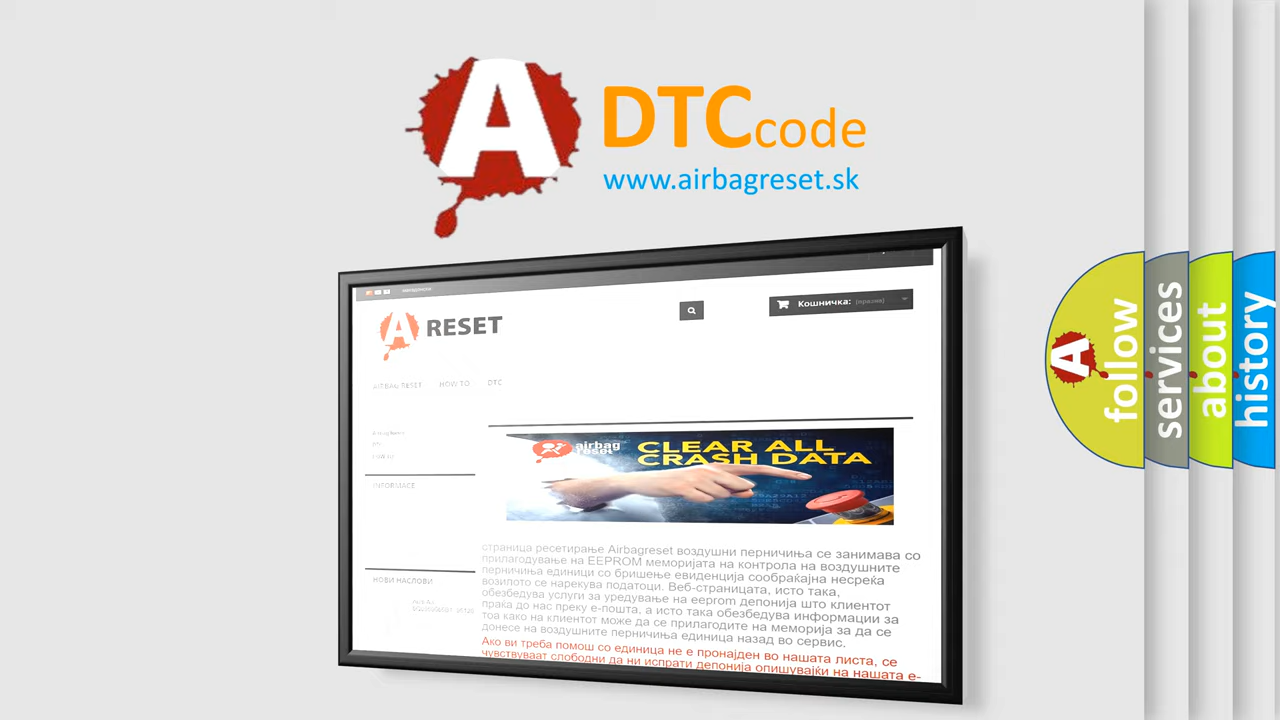 A DTC code
www.airbagreset.sk
A RESET
Кошничка: (празна)
AIRBAG RESET HOW TO DTC
airbag reset
CLEAR ALL
CRASH DATA
INFORMACE
страница ресетирање Airbagreset воздушни перничиња се занимава со
прилагодување на EEPROM меморијата на контрола на воздушните
перничиња единици со бришење евиденција сообраќајна несреќа
возилото се нарекува податоци. Веб-страницата, исто така,
обезбедува услуги за уредување на eeprom депонија што клиентот
праќа до нас преку е-пошта, а исто така обезбедува информации за
тоа како на клиентот може да се прилагодите на меморија за да се
донесе на воздушните перничиња единица назад во сервис.
НОВИ НАСЛОВИ
Ако ви треба помош со единица не е пронајден во нашата листа, се
чувствуваат слободни да ни испрати депонија опишувајќи на нашата е-
A follow
services
about
history